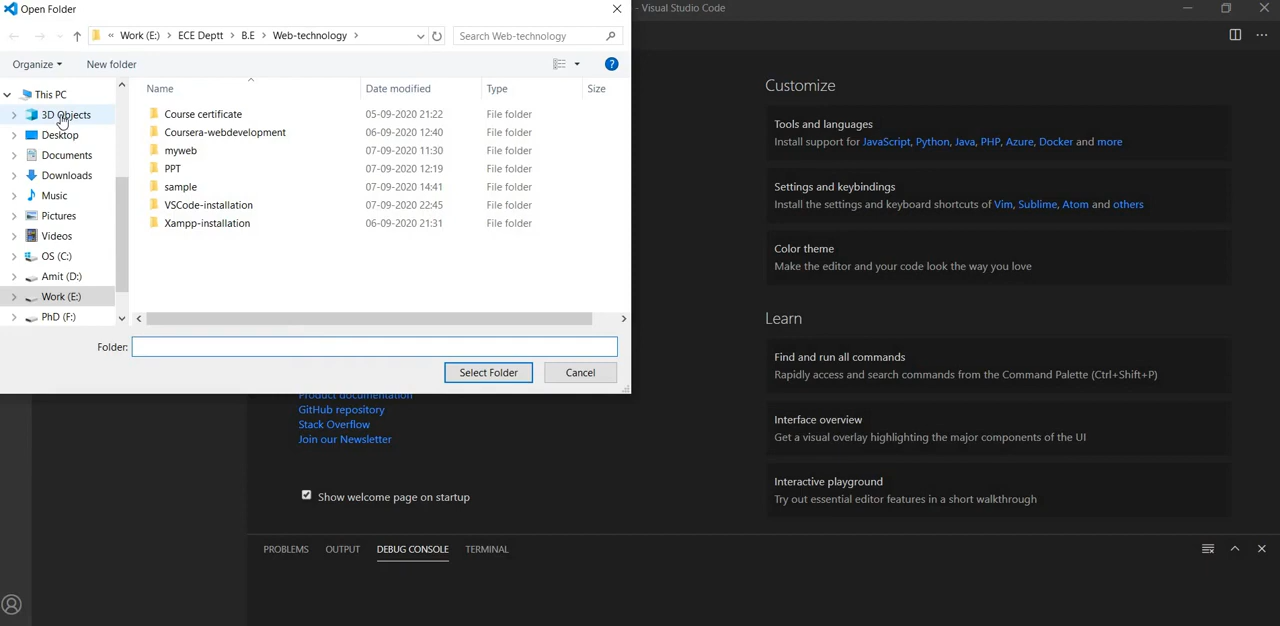 Open Folder
- Visual Studio Code
« Work (E:) > ECE Deptt > B.E > Web-technology >
Search Web-technology
Organize
New folder
?
This PC
3D Objects
Desktop
Documents
Downloads
Music
Pictures
Videos
OS (C:)
Amit (D:)
Work (E:)
PhD (F:)
Name Date modified Type Size
Course certificate 05-09-2020 21:22 File folder
Coursera-webdevelopment 06-09-2020 12:40 File folder
myweb 07-09-2020 11:30 File folder
PPT 07-09-2020 12:19 File folder
sample 07-09-2020 14:41 File folder
VSCode-installation 07-09-2020 22:45 File folder
Xampp-installation 06-09-2020 21:31 File folder
Folder:
Select Folder
Cancel
Product documentation
GitHub repository
Stack Overflow
Join our Newsletter
Show welcome page on startup
Customize
Tools and languages
Install support for JavaScript, Python, Java, PHP, Azure, Docker and more
Settings and keybindings
Install the settings and keyboard shortcuts of Vim, Sublime, Atom and others
Color theme
Make the editor and your code look the way you love
Learn
Find and run all commands
Rapidly access and search commands from the Command Palette (Ctrl+Shift+P)
Interface overview
Get a visual overlay highlighting the major components of the UI
Interactive playground
Try out essential editor features in a short walkthrough
PROBLEMS OUTPUT DEBUG CONSOLE TERMINAL